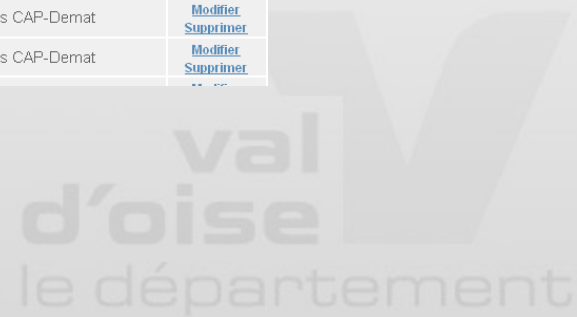 s CAP-Demat
Modifier
Supprimer
s CAP-Demat
Modifier
Supprimer
val
d'oise
le département